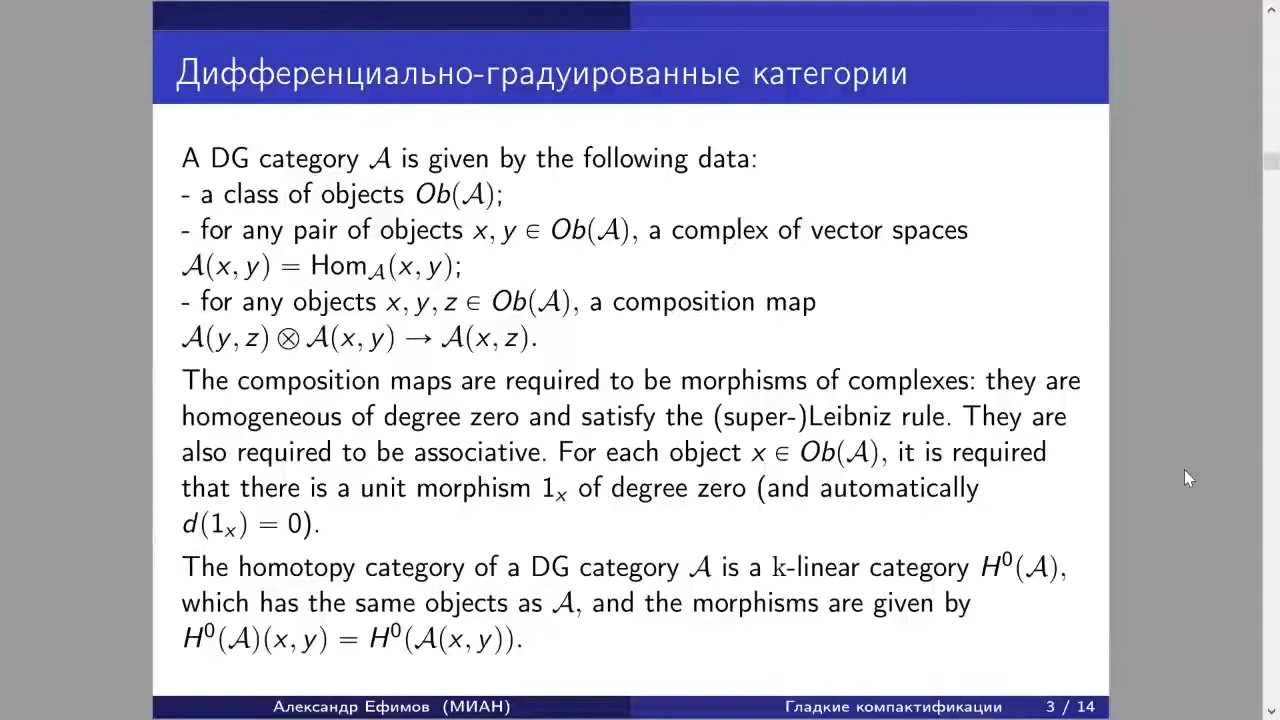 Дифференциально-градуированные категории
A DG category 𝒜 is given by the following data:
- a class of objects Ob(𝒜);
- for any pair of objects x, y ∈ Ob(𝒜), a complex of vector spaces
𝒜(x, y) = Hom_𝒜(x, y);
- for any objects x, y, z ∈ Ob(𝒜), a composition map
𝒜(y, z) ⊗ 𝒜(x, y) → 𝒜(x, z).
The composition maps are required to be morphisms of complexes: they are
homogeneous of degree zero and satisfy the (super-)Leibniz rule. They are
also required to be associative. For each object x ∈ Ob(𝒜), it is required
that there is a unit morphism 1ₓ of degree zero (and automatically
d(1ₓ) = 0).
The homotopy category of a DG category 𝒜 is a k-linear category H⁰(𝒜),
which has the same objects as 𝒜, and the morphisms are given by
H⁰(𝒜)(x, y) = H⁰(𝒜(x, y)).
Александр Ефимов (МИАН) Гладкие компактификации 3 / 14